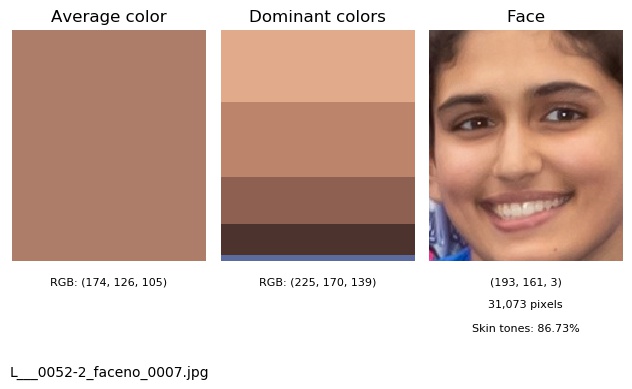 Average color
Dominant colors
Face
RGB: (174, 126, 105)
RGB: (225, 170, 139)
(193, 161, 3)
31,073 pixels
Skin tones: 86.73%
L___0052-2_faceno_0007.jpg